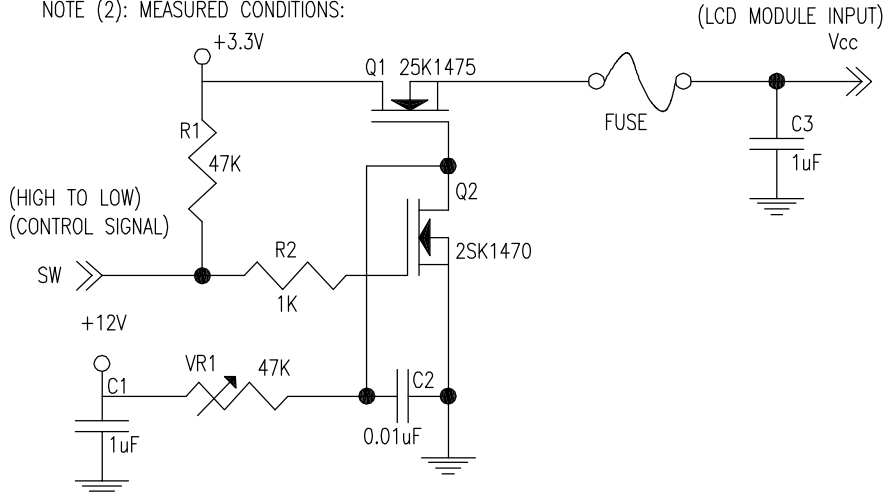 NOTE (2): MEASURED CONDITIONS:
(LCD MODULE INPUT)
Vcc
+3.3V
Q1 25K1475
FUSE
C3
1uF
R1
47K
Q2
2SK1470
(HIGH TO LOW)
(CONTROL SIGNAL)
SW
R2
1K
+12V
VR1 47K
C1
1uF
C2
0.01uF